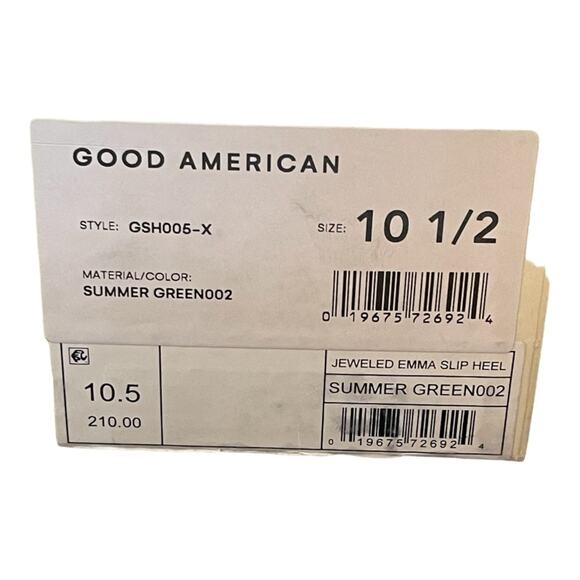 GOOD AMERICAN
STYLE: GSH005-X
SIZE: 10 1/2
MATERIAL/COLOR:
SUMMER GREEN002
0 19675 72692 4
JEWELED EMMA SLIP HEEL
10.5
SUMMER GREEN002
210.00
0 19675 72692 4